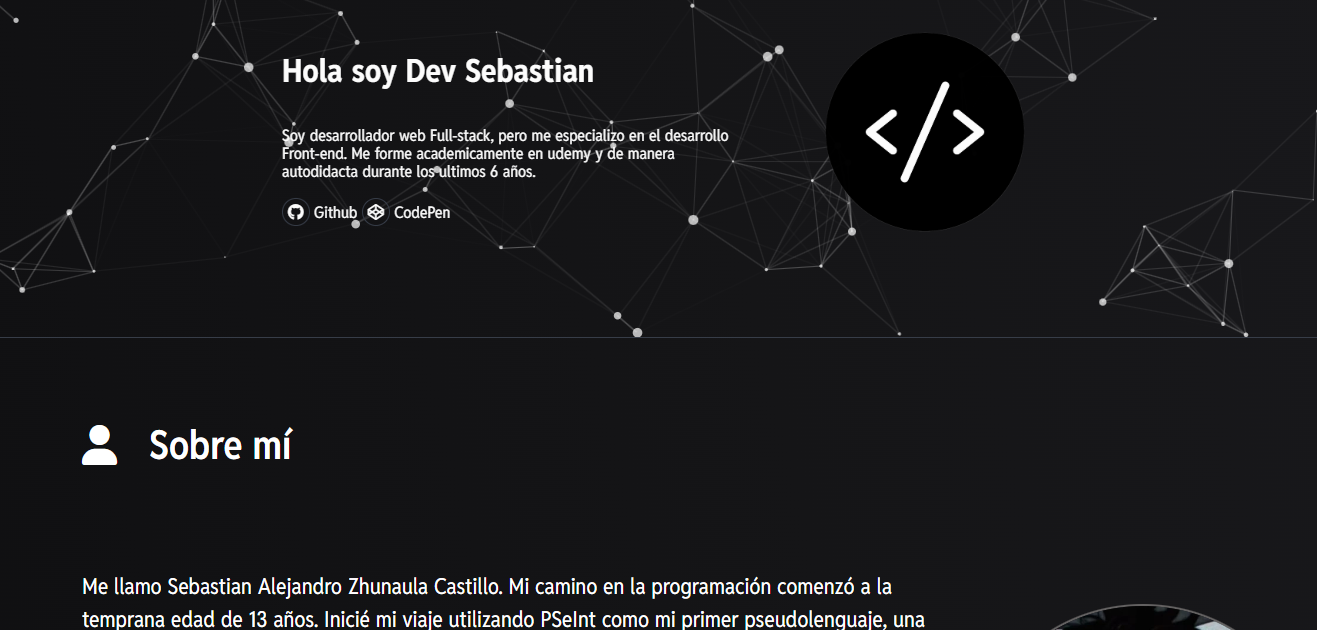 Hola soy Dev Sebastian
Soy desarrollador web Full-stack, pero me especializo en el desarrollo
Front-end. Me forme academicamente en udemy y de manera
autodidacta durante los ultimos 6 años.
Github CodePen
Sobre mí
Me llamo Sebastian Alejandro Zhunaula Castillo. Mi camino en la programación comenzó a la
temprana edad de 13 años. Inicié mi viaje utilizando PSeInt como mi primer pseudolenguaje, una